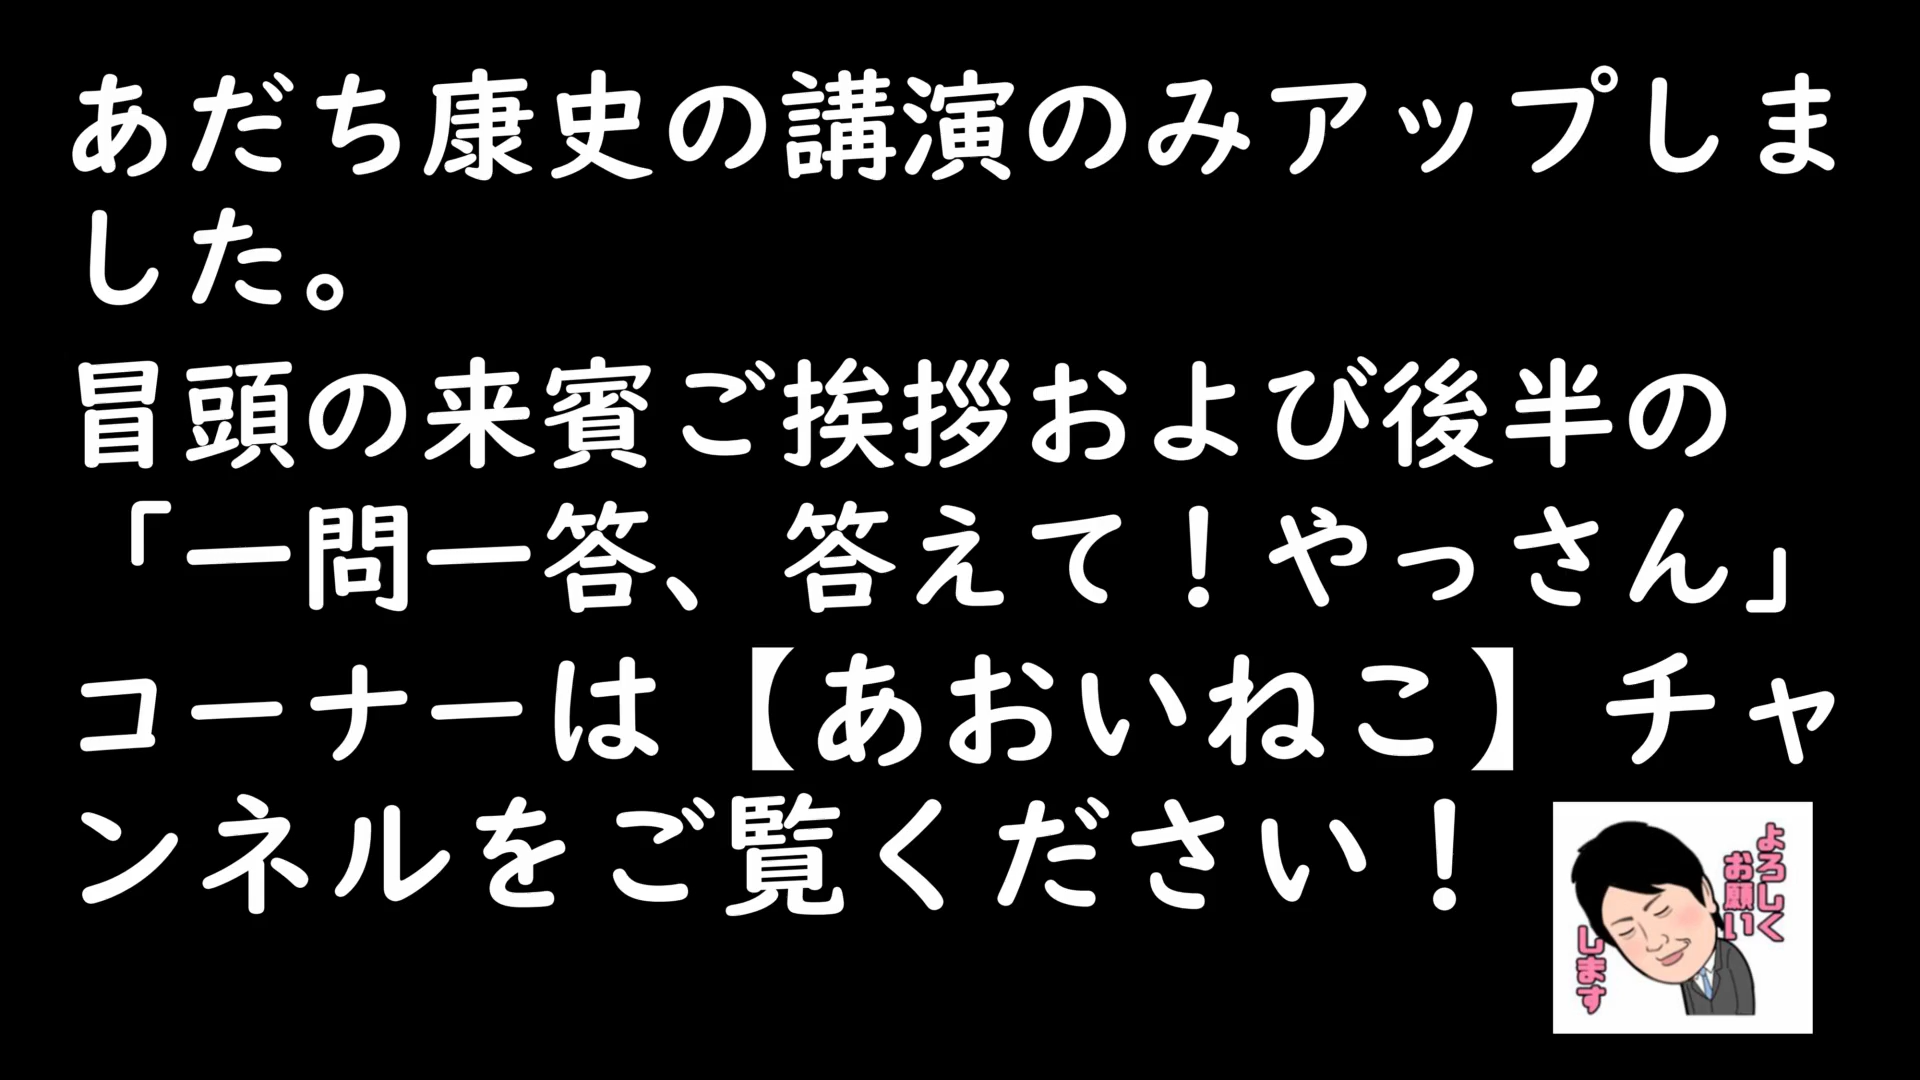 あだち康史の講演のみアップしま
した。
冒頭の来賓ご挨拶および後半の
「一問一答、答えて！やっさん」
コーナーは【あおいねこ】チャ
ンネルをご覧ください！
よろしく
お願い
します